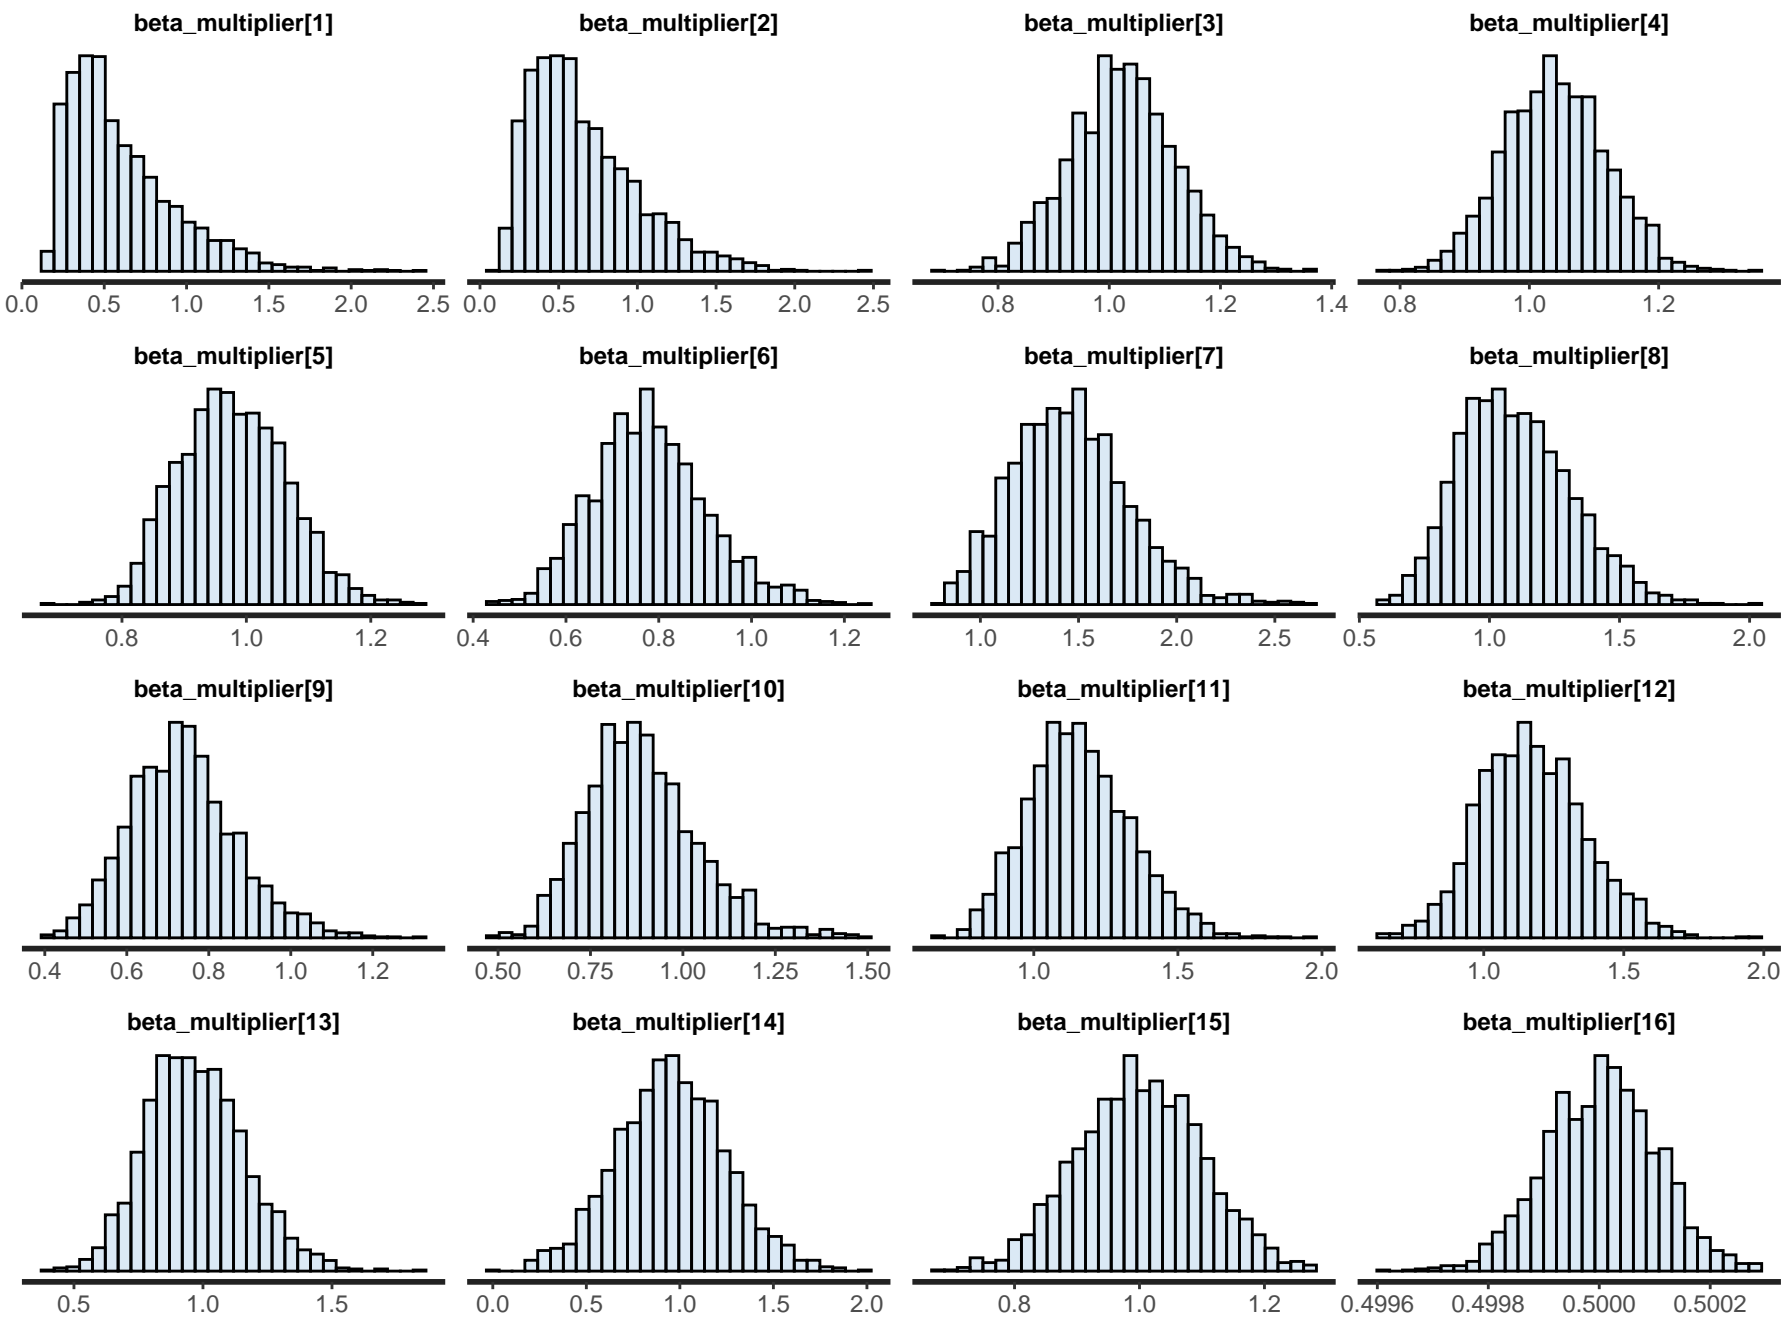 beta_multiplier[1] beta_multiplier[2] beta_multiplier[3] beta_multiplier[4]
0.0 0.5 1.0 1.5 2.0 2.5 0.0 0.5 1.0 1.5 2.0 2.5 0.8 1.0 1.2 1.4 0.8 1.0 1.2
beta_multiplier[5] beta_multiplier[6] beta_multiplier[7] beta_multiplier[8]
0.8 1.0 1.2 0.4 0.6 0.8 1.0 1.2 1.0 1.5 2.0 2.5 0.5 1.0 1.5 2.0
beta_multiplier[9] beta_multiplier[10] beta_multiplier[11] beta_multiplier[12]
0.4 0.6 0.8 1.0 1.2 0.50 0.75 1.00 1.25 1.50 1.0 1.5 2.0 1.0 1.5 2.0
beta_multiplier[13] beta_multiplier[14] beta_multiplier[15] beta_multiplier[16]
0.5 1.0 1.5 0.0 0.5 1.0 1.5 2.0 0.8 1.0 1.2 0.4996 0.4998 0.5000 0.5002